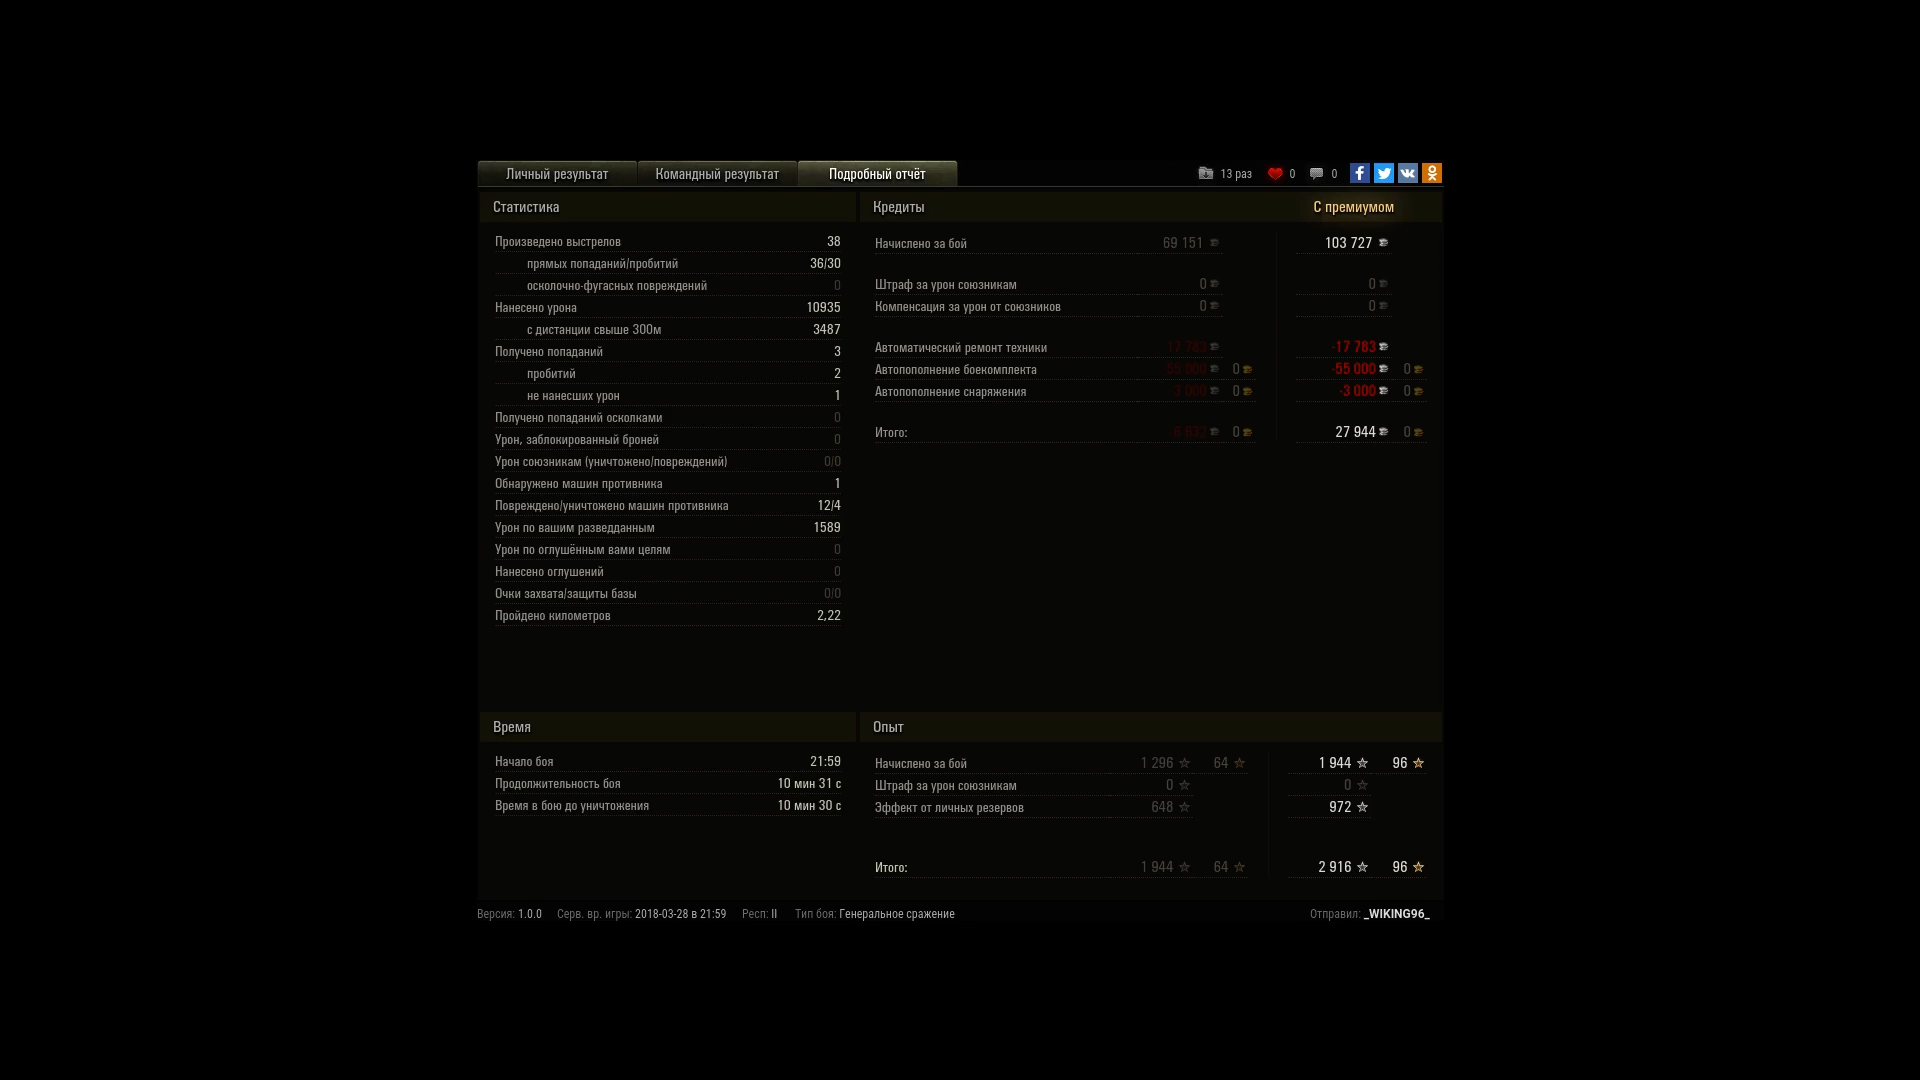 Личный результат Командный результат Подробный отчёт 13 раз 0 0
Статистика
Произведено выстрелов 38
прямых попаданий/пробитий 36/30
осколочно-фугасных повреждений 0
Нанесено урона 10935
с дистанции свыше 300м 3487
Получено попаданий 3
пробитий 2
не нанесших урон 1
Получено попаданий осколками 0
Урон, заблокированный броней 0
Урон союзникам (уничтожено/повреждений) 0/0
Обнаружено машин противника 1
Повреждено/уничтожено машин противника 12/4
Урон по вашим разведданным 1589
Урон по оглушённым вами целям 0
Нанесено оглушений 0
Очки захвата/защиты базы 0/0
Пройдено километров 2,22
Кредиты С премиумом
Начислено за бой 69 151 103 727
Штраф за урон союзникам 0 0
Компенсация за урон от союзников 0 0
Автоматический ремонт техники -17 783 -17 783
Автопополнение боекомплекта -55 000 0 -55 000 0
Автопополнение снаряжения -3 000 0 -3 000 0
Итого: 0 27 944 0
Время
Начало боя 21:59
Продолжительность боя 10 мин 31 с
Время в бою до уничтожения 10 мин 30 с
Опыт
Начислено за бой 1 296 64 1 944 96
Штраф за урон союзникам 0 0
Эффект от личных резервов 648 972
Итого: 1 944 64 2 916 96
Версия: 1.0.0 Серв. вр. игры: 2018-03-28 в 21:59 Респ: II Тип боя: Генеральное сражение Отправил: _WIKING96_